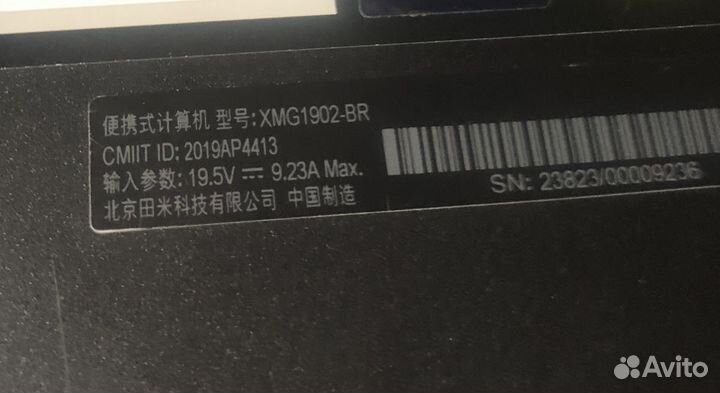 便携式计算机 型号: XMG1902-BR
CMIIT ID: 2019AP4413
输入参数: 19.5V ⎓ 9.23A Max.
北京田米科技有限公司 中国制造
SN: 23823/00009236
Avito